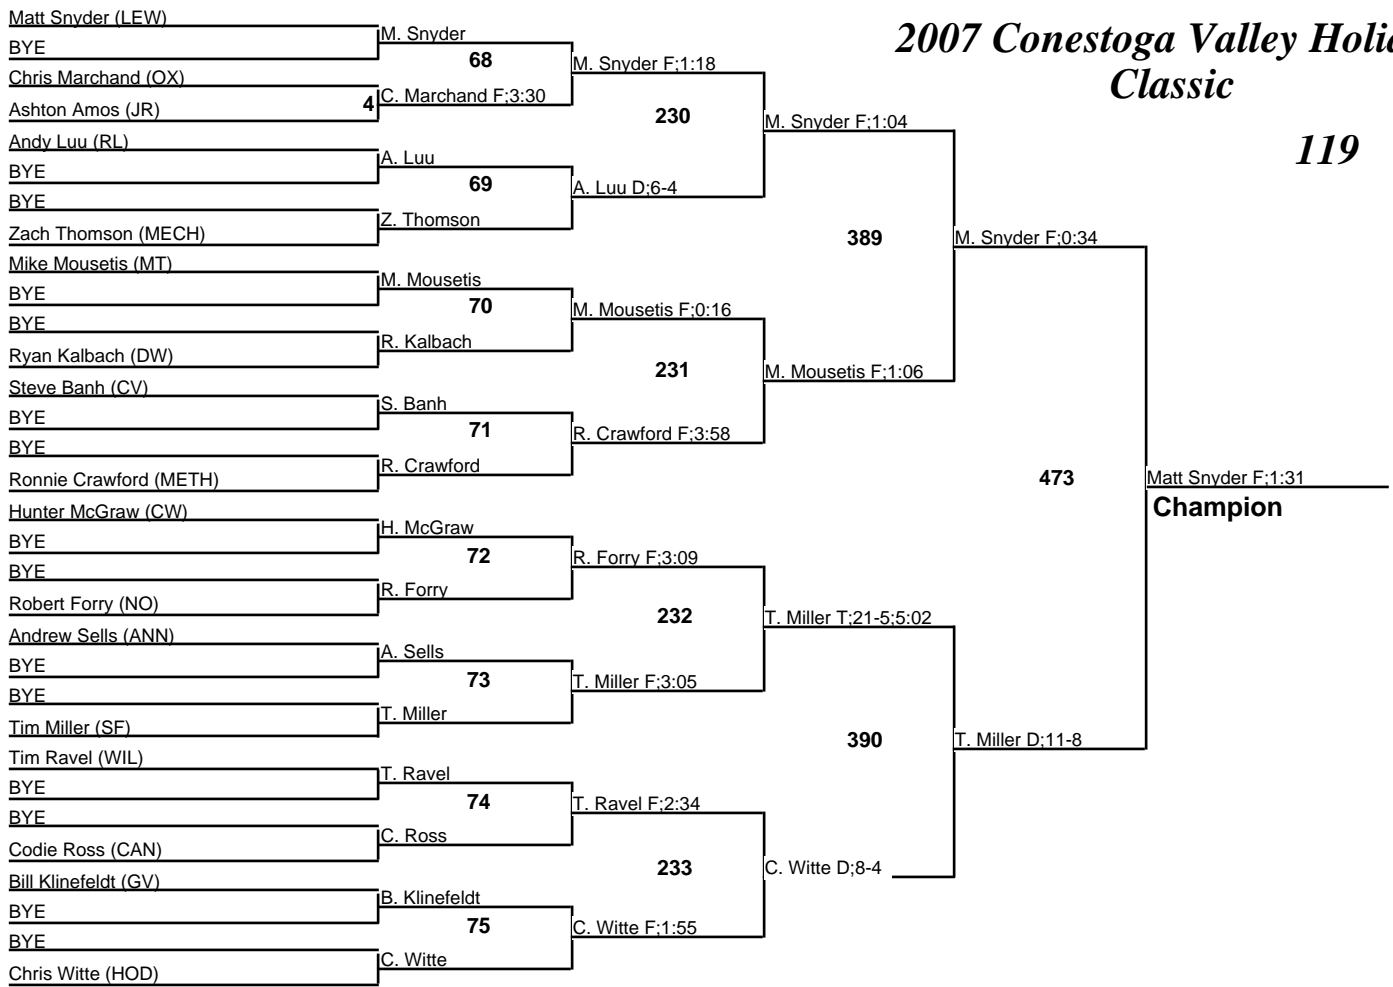 2007 Conestoga Valley Holid
Classic
119
Matt Snyder (LEW)
BYE
Chris Marchand (OX)
Ashton Amos (JR)
Andy Luu (RL)
BYE
BYE
Zach Thomson (MECH)
Mike Mousetis (MT)
BYE
BYE
Ryan Kalbach (DW)
Steve Banh (CV)
BYE
BYE
Ronnie Crawford (METH)
Hunter McGraw (CW)
BYE
BYE
Robert Forry (NO)
Andrew Sells (ANN)
BYE
BYE
Tim Miller (SF)
Tim Ravel (WIL)
BYE
BYE
Codie Ross (CAN)
Bill Klinefeldt (GV)
BYE
BYE
Chris Witte (HOD)
4
M. Snyder
68
C. Marchand F;3:30
A. Luu
69
Z. Thomson
M. Mousetis
70
R. Kalbach
S. Banh
71
R. Crawford
H. McGraw
72
R. Forry
A. Sells
73
T. Miller
T. Ravel
74
C. Ross
B. Klinefeldt
75
C. Witte
M. Snyder F;1:18
230
A. Luu D;6-4
M. Mousetis F;0:16
231
R. Crawford F;3:58
R. Forry F;3:09
232
T. Miller F;3:05
T. Ravel F;2:34
233
C. Witte F;1:55
M. Snyder F;1:04
389
M. Mousetis F;1:06
T. Miller T;21-5;5:02
390
C. Witte D;8-4
M. Snyder F;0:34
473
T. Miller D;11-8
Matt Snyder F;1:31
Champion